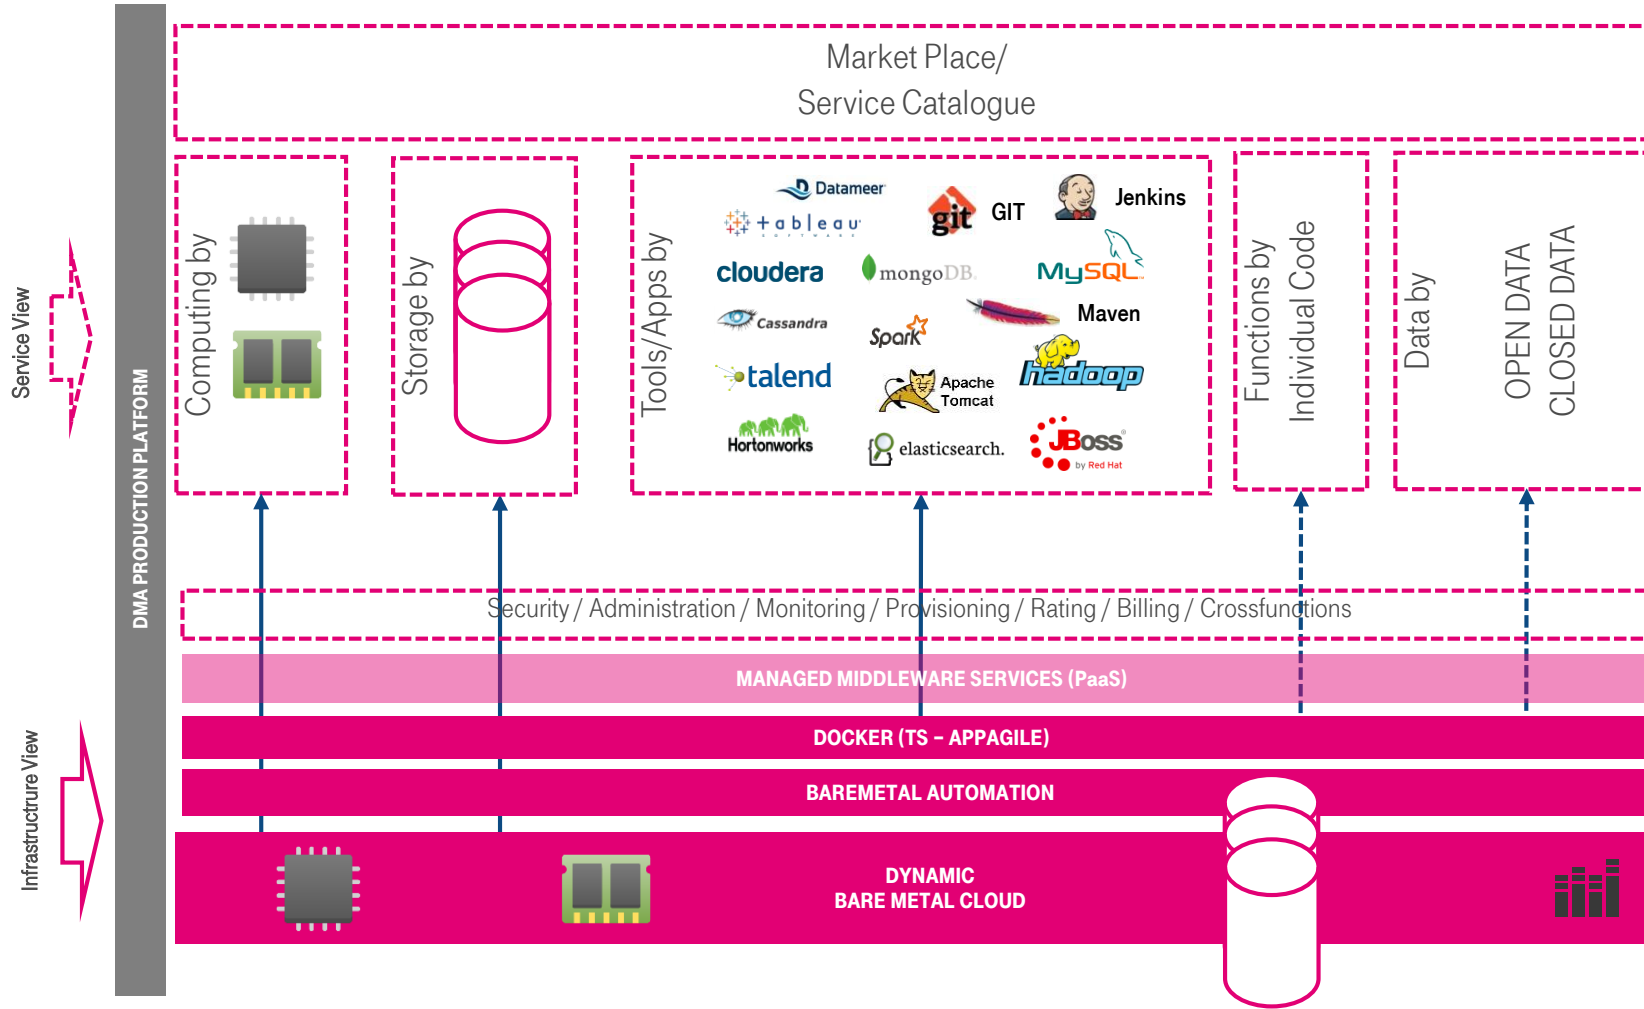 Market Place/
Service Catalogue
Service View
Infrastructrure View
DMA PRODUCTION PLATFORM
Computing by
Storage by
Tools/Apps by
Datameer
+ a b l e a u
SOFTWARE
git
GIT
Jenkins
cloudera
mongoDB.
MySQL
Cassandra
Spark
Maven
talend
Apache
Tomcat
hadoop
Hortonworks
elasticsearch.
JBoss
by Red Hat
Functions by
Individual Code
Data by
OPEN DATA
CLOSED DATA
Security / Administration / Monitoring / Provisioning / Rating / Billing / Crossfunctions
MANAGED MIDDLEWARE SERVICES (PaaS)
DOCKER (TS – APPAGILE)
BAREMETAL AUTOMATION
DYNAMIC
BARE METAL CLOUD